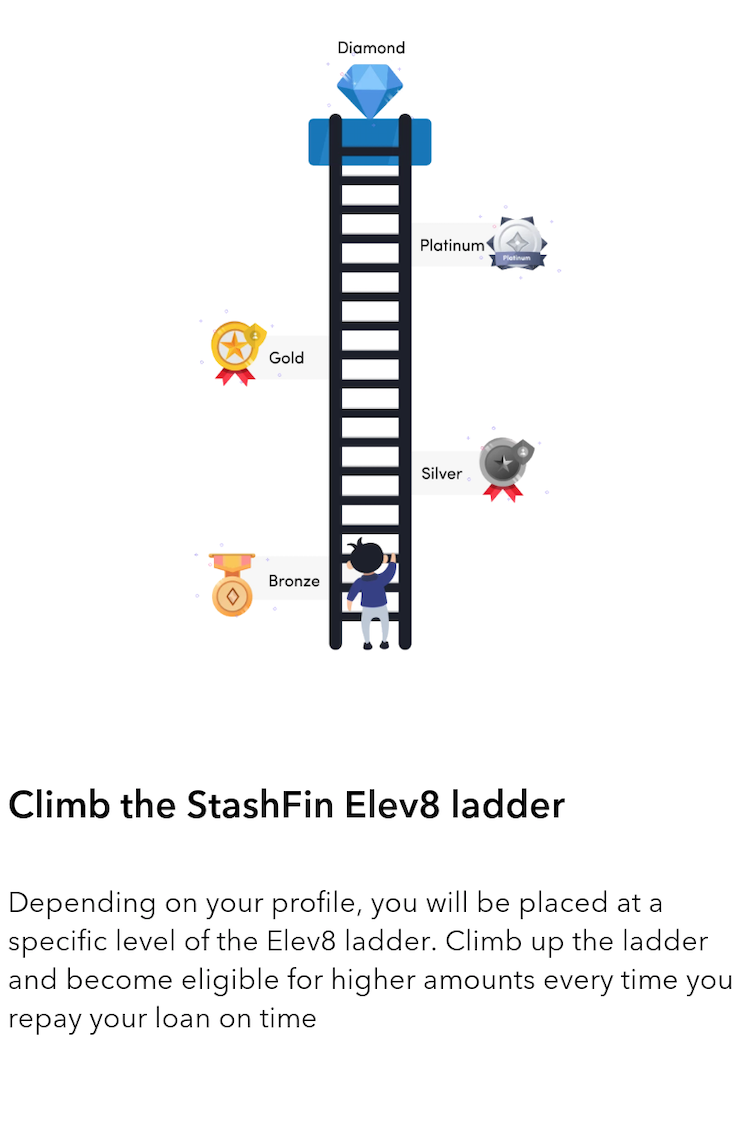 Diamond
Platinum
Platinum
Gold
Silver
Bronze
Climb the StashFin Elev8 ladder
Depending on your profile, you will be placed at a
specific level of the Elev8 ladder. Climb up the ladder
and become eligible for higher amounts every time you
repay your loan on time